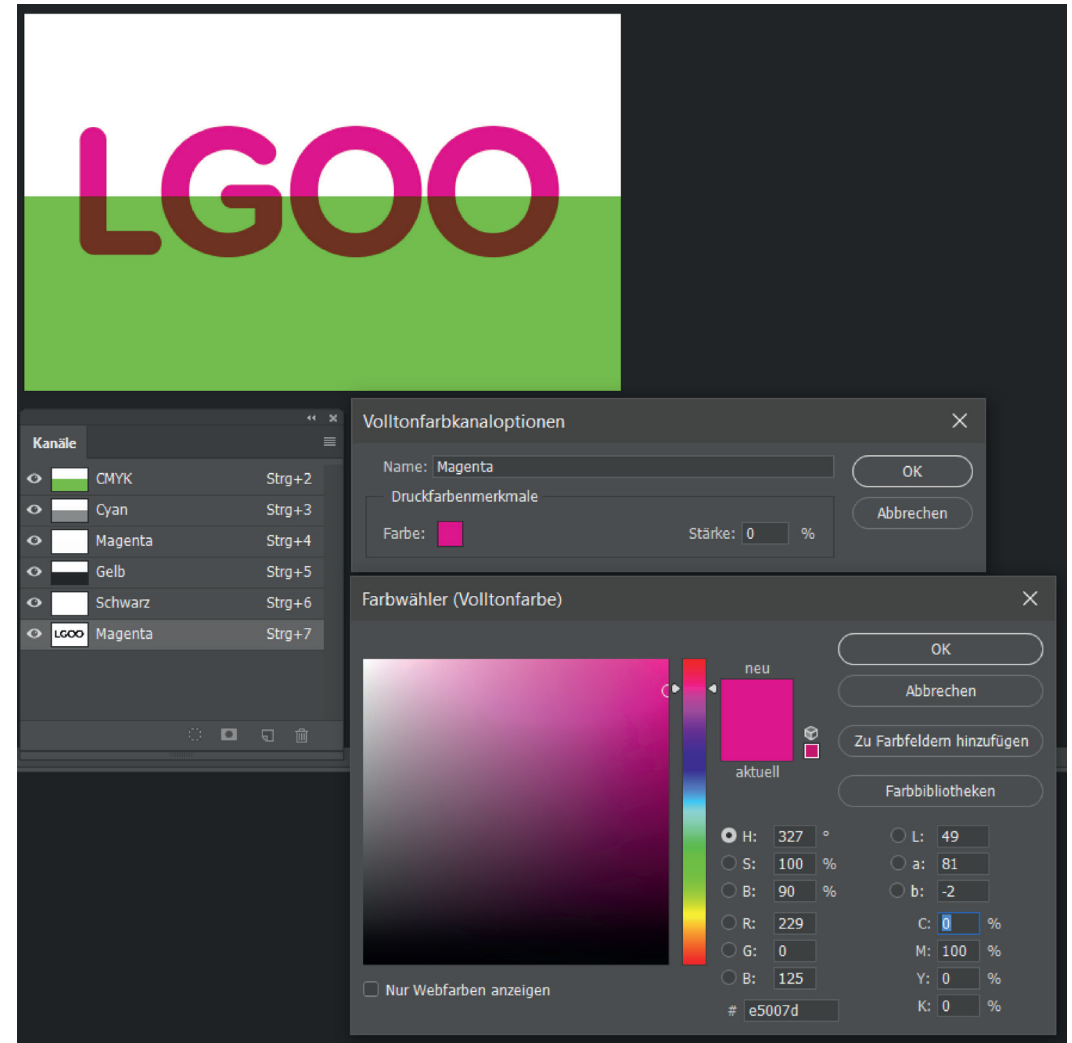 LGOO
Kanäle
CMYK Strg+2
Cyan Strg+3
Magenta Strg+4
Gelb Strg+5
Schwarz Strg+6
LGOO Magenta Strg+7
Volltonfarbkanaloptionen
Name: Magenta
OK
Druckfarbenmerkmale
Abbrechen
Farbe: Stärke: 0 %
Farbwähler (Volltonfarbe)
neu
aktuell
OK
Abbrechen
Zu Farbfeldern hinzufügen
Farbbibliotheken
H: 327 ° L: 49
S: 100 % a: 81
B: 90 % b: -2
R: 229 C: 0 %
G: 0 M: 100 %
B: 125 Y: 0 %
# e5007d K: 0 %
Nur Webfarben anzeigen